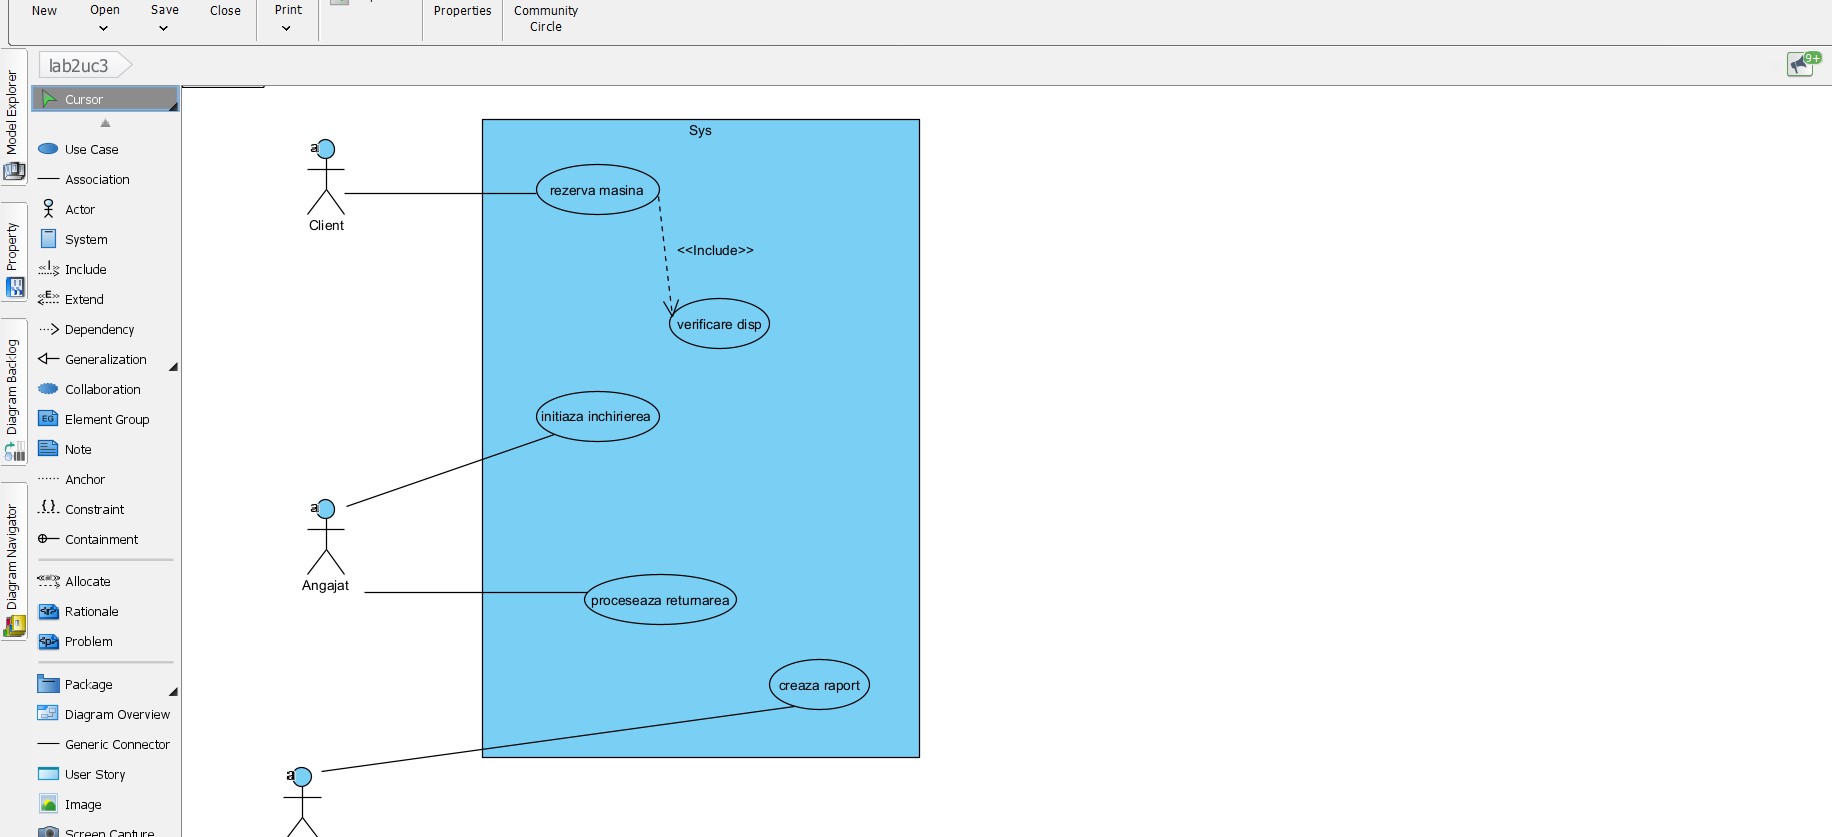 New
Open
Save
Close
Print
Properties
Community
Circle
lab2uc3
9+
Model Explorer
Property
Diagram Backlog
Diagram Navigator
Cursor
Use Case
Association
Actor
System
Include
Extend
Dependency
Generalization
Collaboration
Element Group
Note
Anchor
Constraint
Containment
Allocate
Rationale
Problem
Package
Diagram Overview
Generic Connector
User Story
Image
Screen Capture
Sys
a
Client
rezerva masina
<<Include>>
verificare disp
initiaza inchirierea
a
Angajat
proceseaza returnarea
creaza raport
a